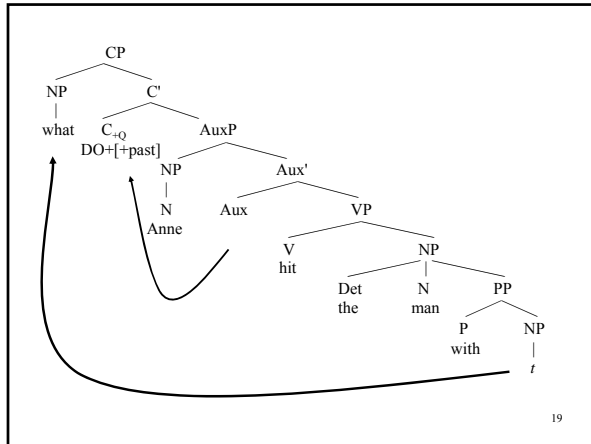 CP
NP C'
what C+Q AuxP
DO+[+past]
NP Aux'
N Aux VP
Anne
V NP
hit
Det N PP
the man
P NP
with
t
19